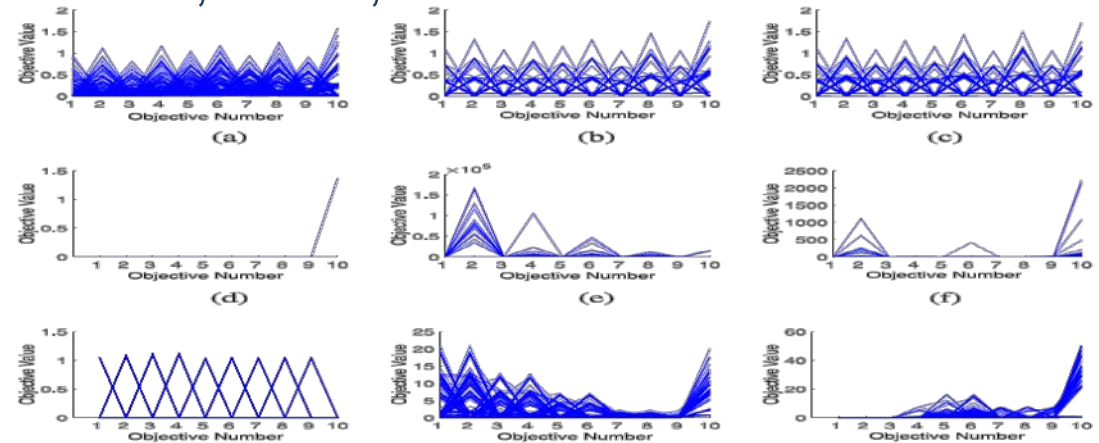 Objective Value 2 1.5 1 0.5 0
1 2 3 4 5 6 7 8 9 10
Objective Number
(a)
Objective Value 2 1.5 1 0.5 0
1 2 3 4 5 6 7 8 9 10
Objective Number
(b)
Objective Value 2 1.5 1 0.5 0
1 2 3 4 5 6 7 8 9 10
Objective Number
(c)
Objective Value 1.5 1 0.5 0
1 2 3 4 5 6 7 8 9 10
Objective Number
(d)
×10⁵
Objective Value 2 1.5 1 0.5 0
1 2 3 4 5 6 7 8 9 10
Objective Number
(e)
Objective Value 2500 2000 1500 1000 500 0
1 2 3 4 5 6 7 8 9 10
Objective Number
(f)
Objective Value 1.5 1 0.5 0
1 2 3 4 5 6 7 8 9 10
Objective Number
Objective Value 25 20 15 10 5 0
1 2 3 4 5 6 7 8 9 10
Objective Number
Objective Value 60 40 20 0
1 2 3 4 5 6 7 8 9 10
Objective Number